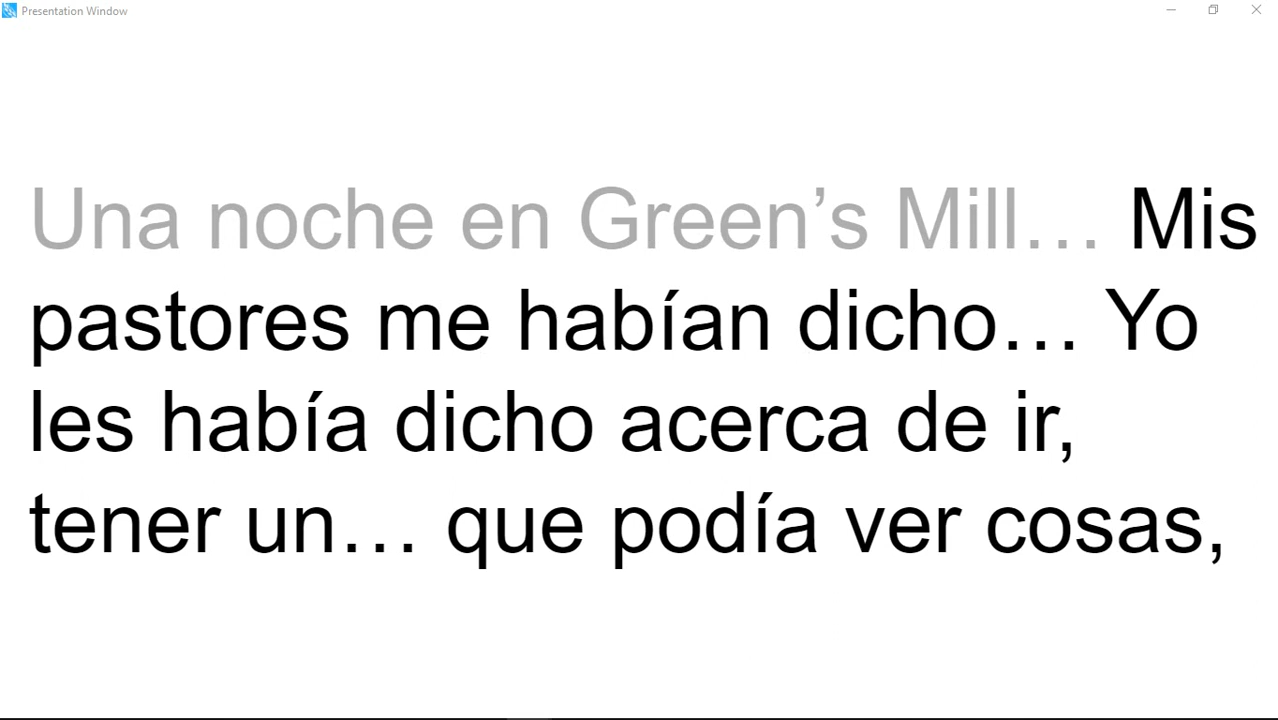 Presentation Window
Una noche en Green’s Mill… Mis
pastores me habían dicho… Yo
les había dicho acerca de ir,
tener un… que podía ver cosas,